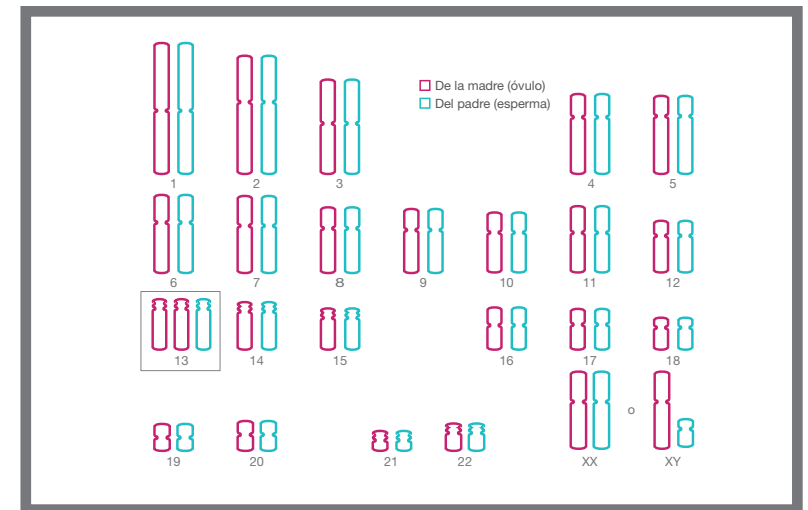 De la madre (óvulo)
Del padre (esperma)
1 2 3 4 5
6 7 8 9 10 11 12
13 14 15 16 17 18
o
19 20 21 22 XX XY